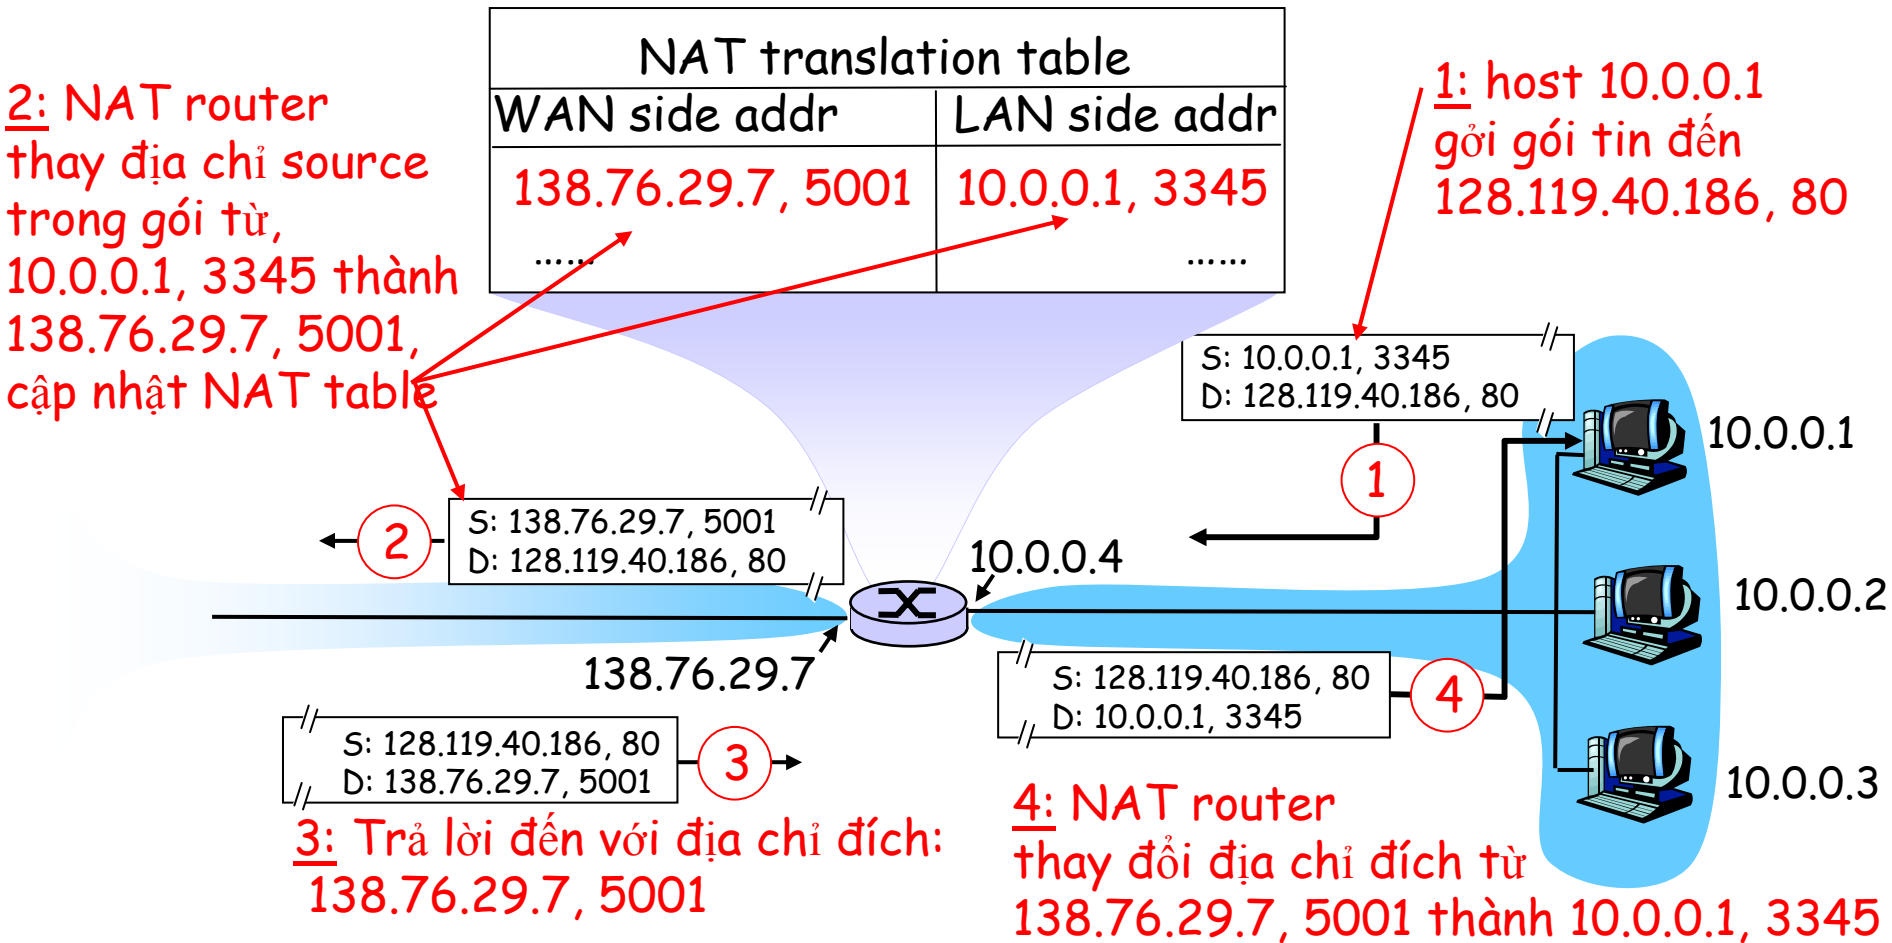 NAT translation table
WAN side addr LAN side addr
138.76.29.7, 5001 10.0.0.1, 3345
...... ......
2: NAT router
thay địa chỉ source
trong gói từ,
10.0.0.1, 3345 thành
138.76.29.7, 5001,
cập nhật NAT table
1: host 10.0.0.1
gởi gói tin đến
128.119.40.186, 80
S: 10.0.0.1, 3345
D: 128.119.40.186, 80
1
10.0.0.1
S: 138.76.29.7, 5001
D: 128.119.40.186, 80
2
10.0.0.4
10.0.0.2
138.76.29.7
S: 128.119.40.186, 80
D: 10.0.0.1, 3345
4
S: 128.119.40.186, 80
D: 138.76.29.7, 5001
3
10.0.0.3
3: Trả lời đến với địa chỉ đích:
138.76.29.7, 5001
4: NAT router
thay đổi địa chỉ đích từ
138.76.29.7, 5001 thành 10.0.0.1, 3345